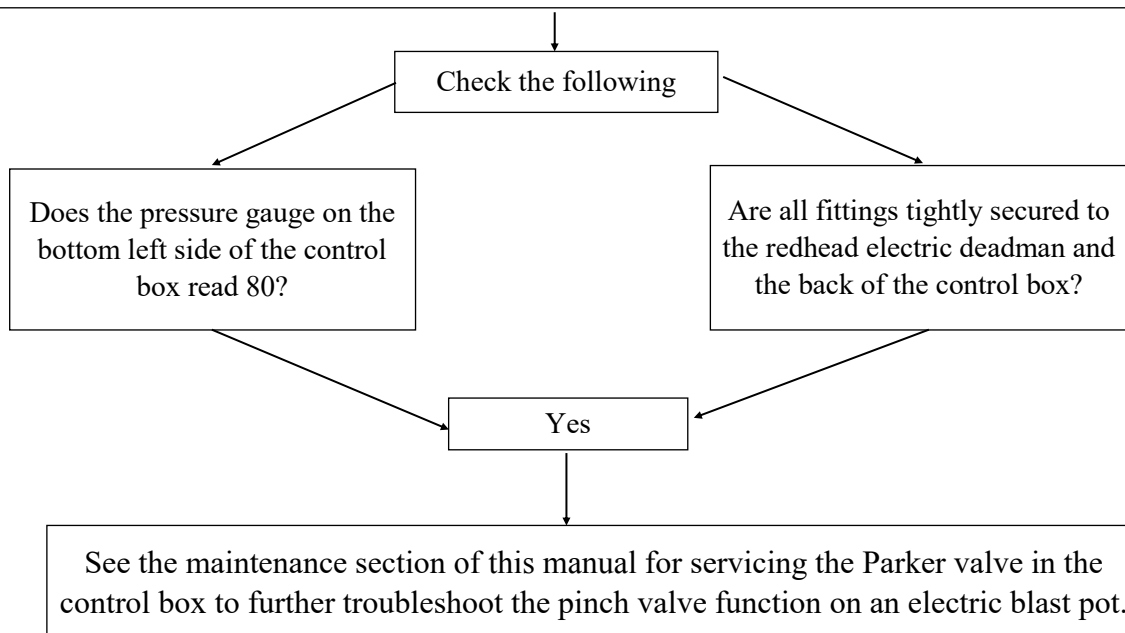 Check the following
Does the pressure gauge on the
bottom left side of the control
box read 80?
Are all fittings tightly secured to
the redhead electric deadman and
the back of the control box?
Yes
See the maintenance section of this manual for servicing the Parker valve in the
control box to further troubleshoot the pinch valve function on an electric blast pot.